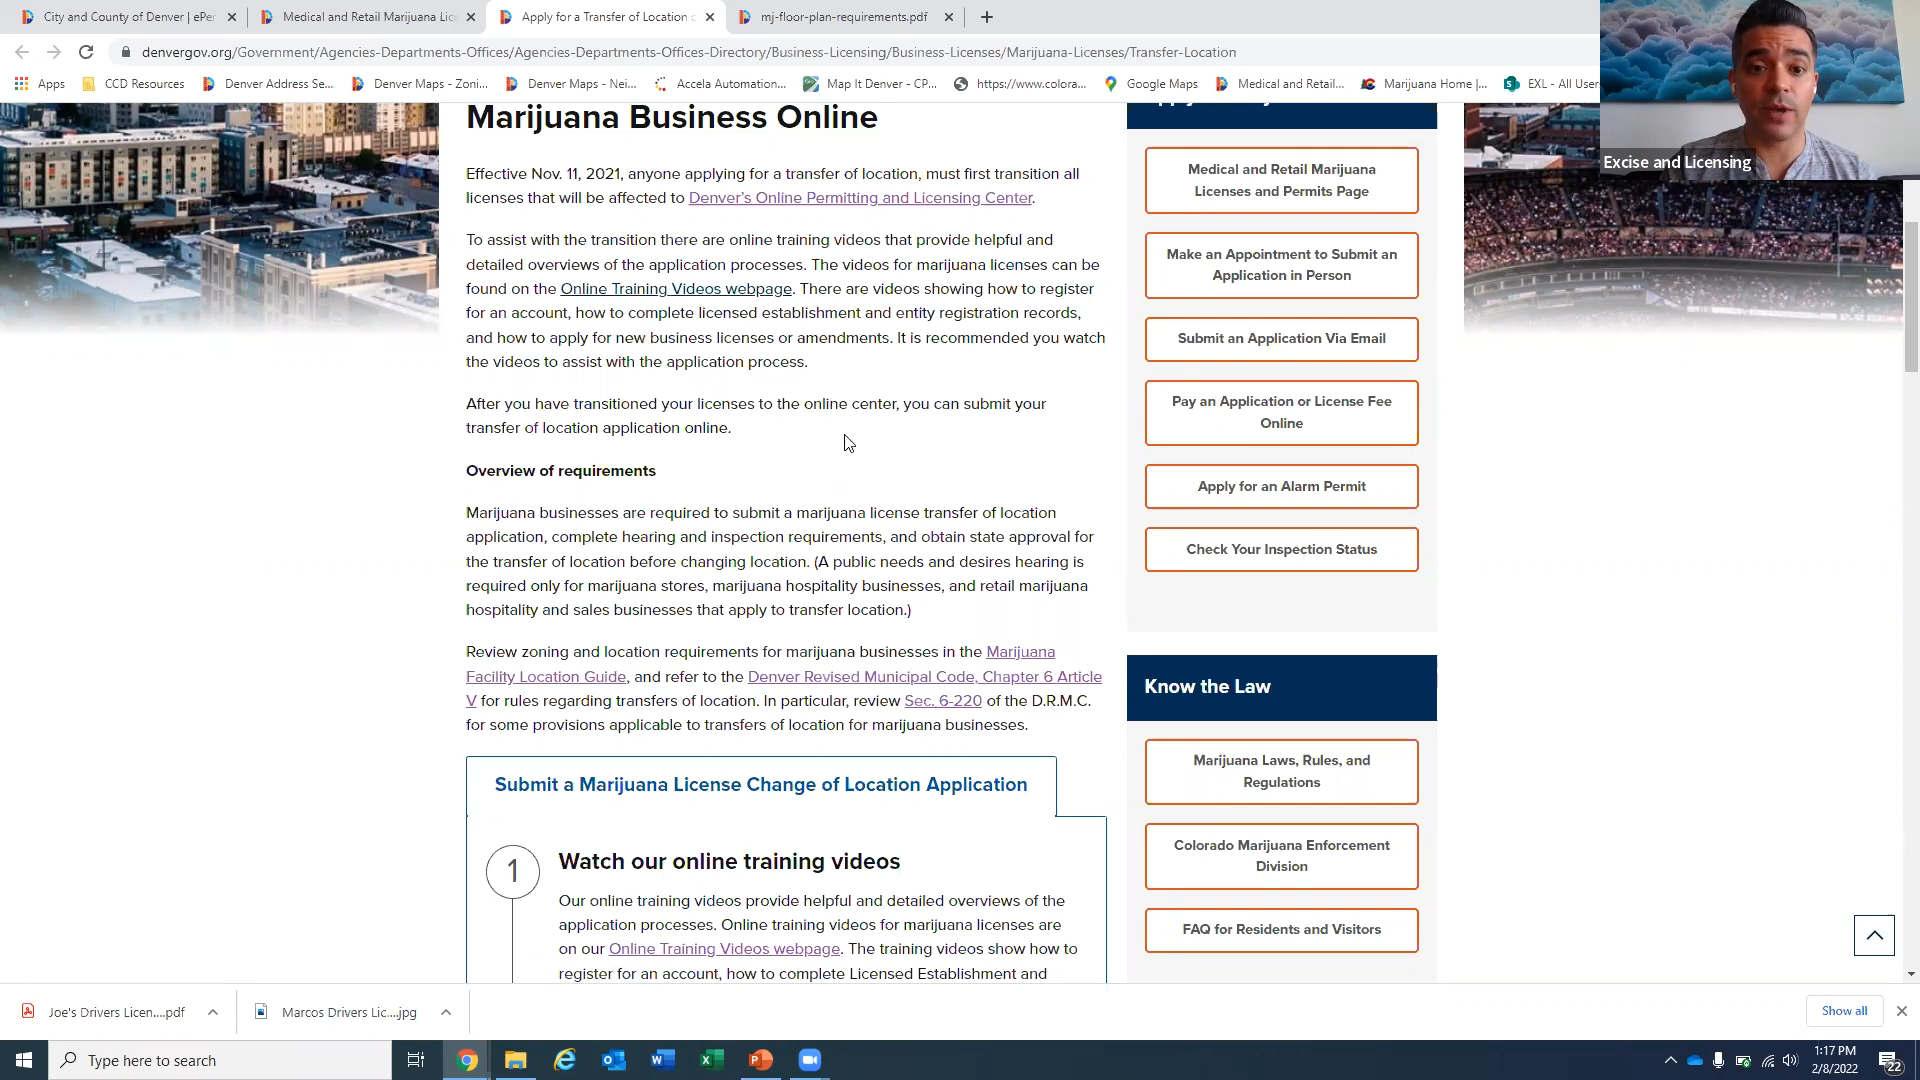 City and County of Denver | ePer
Medical and Retail Marijuana Lic
Apply for a Transfer of Location
mj-floor-plan-requirements.pdf
denvergov.org/Government/Agencies-Departments-Offices/Agencies-Departments-Offices-Directory/Business-Licensing/Business-Licenses/Marijuana-Licenses/Transfer-Location
Apps
CCD Resources
Denver Address Se...
Denver Maps - Zoni...
Denver Maps - Nei...
Accela Automation...
Map It Denver - CP...
https://www.colora...
Google Maps
Medical and Retail...
Marijuana Home |...
EXL - All User
Excise and Licensing
Marijuana Business Online
Effective Nov. 11, 2021, anyone applying for a transfer of location, must first transition all
licenses that will be affected to Denver's Online Permitting and Licensing Center.
To assist with the transition there are online training videos that provide helpful and
detailed overviews of the application processes. The videos for marijuana licenses can be
found on the Online Training Videos webpage. There are videos showing how to register
for an account, how to complete licensed establishment and entity registration records,
and how to apply for new business licenses or amendments. It is recommended you watch
the videos to assist with the application process.
After you have transitioned your licenses to the online center, you can submit your
transfer of location application online.
Overview of requirements
Marijuana businesses are required to submit a marijuana license transfer of location
application, complete hearing and inspection requirements, and obtain state approval for
the transfer of location before changing location. (A public needs and desires hearing is
required only for marijuana stores, marijuana hospitality businesses, and retail marijuana
hospitality and sales businesses that apply to transfer location.)
Review zoning and location requirements for marijuana businesses in the Marijuana
Facility Location Guide, and refer to the Denver Revised Municipal Code, Chapter 6 Article
V for rules regarding transfers of location. In particular, review Sec. 6-220 of the D.R.M.C.
for some provisions applicable to transfers of location for marijuana businesses.
Submit a Marijuana License Change of Location Application
1
Watch our online training videos
Our online training videos provide helpful and detailed overviews of the
application processes. Online training videos for marijuana licenses are
on our Online Training Videos webpage. The training videos show how to
register for an account, how to complete Licensed Establishment and
Medical and Retail Marijuana
Licenses and Permits Page
Make an Appointment to Submit an
Application in Person
Submit an Application Via Email
Pay an Application or License Fee
Online
Apply for an Alarm Permit
Check Your Inspection Status
Know the Law
Marijuana Laws, Rules, and
Regulations
Colorado Marijuana Enforcement
Division
FAQ for Residents and Visitors
Joe's Drivers Licen....pdf
Marcos Drivers Lic....jpg
Show all
Type here to search
1:17 PM
2/8/2022
22